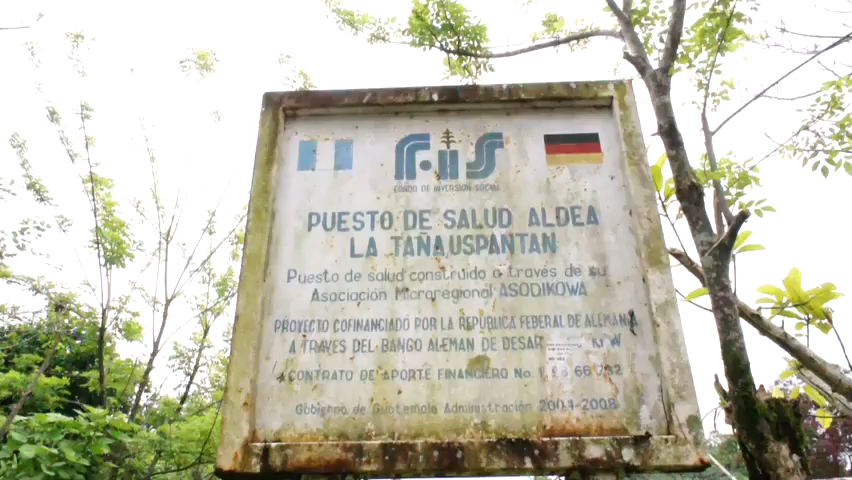 FIS
FONDO DE INVERSION SOCIAL
PUESTO DE SALUD ALDEA
LA TAÑA, USPANTAN
Puesto de salud construido a través de su
Asociación Microregional ASODIKOWA
PROYECTO COFINANCIADO POR LA REPUBLICA FEDERAL DE ALEMANIA
A TRAVES DEL BANCO ALEMAN DE DESAR KFW
CONTRATO DE APORTE FINANCIERO No. 66
Gobierno de Guatemala Administración 2004-2008